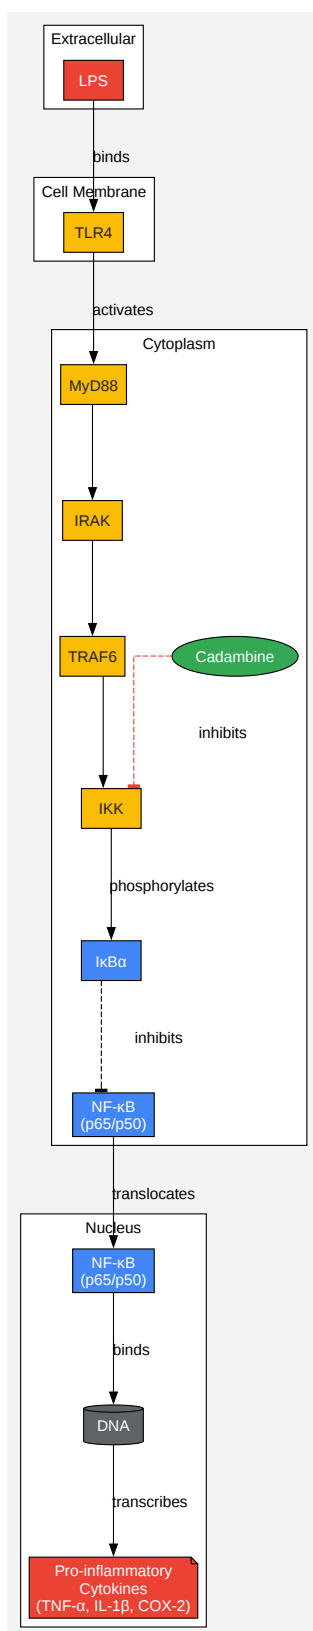 Extracellular
LPS
binds
Cell Membrane
TLR4
activates
Cytoplasm
MyD88
IRAK
TRAF6
Cadambine
inhibits
IKK
phosphorylates
IκBα
inhibits
NF-κB
(p65/p50)
translocates
Nucleus
NF-κB
(p65/p50)
binds
DNA
transcribes
Pro-inflammatory
Cytokines
(TNF-α, IL-1β, COX-2)